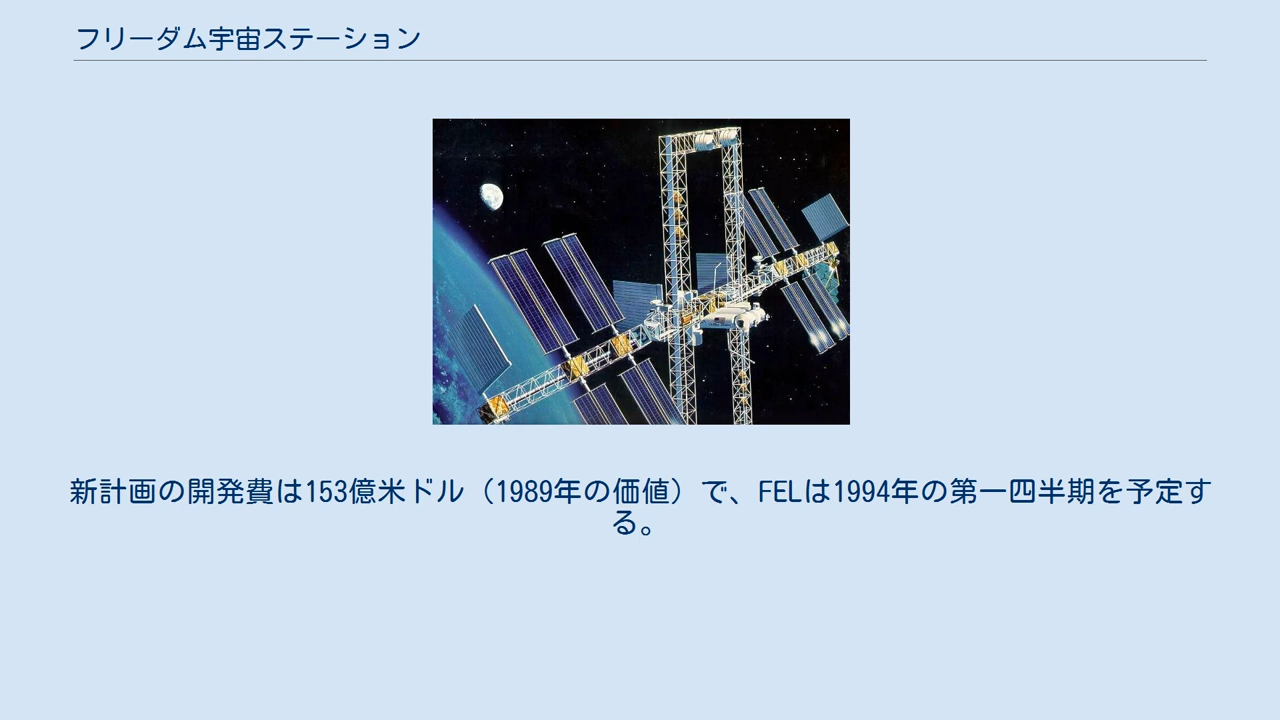 フリーダム宇宙ステーション
新計画の開発費は153億米ドル（1989年の価値）で、FELは1994年の第一四半期を予定す
る。